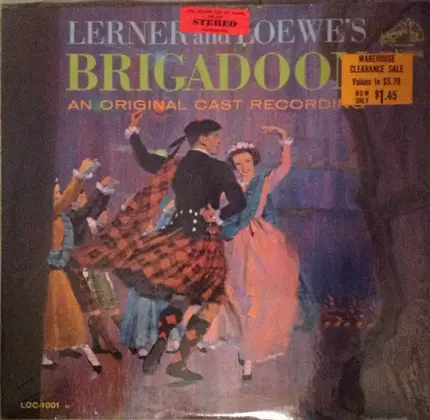 STEREO
LERNER and LOEWE'S
BRIGADOON
AN ORIGINAL CAST RECORDING
WAREHOUSE
CLEARANCE SALE
Values to $5.79
NOW
ONLY $1.45
LOC-1001